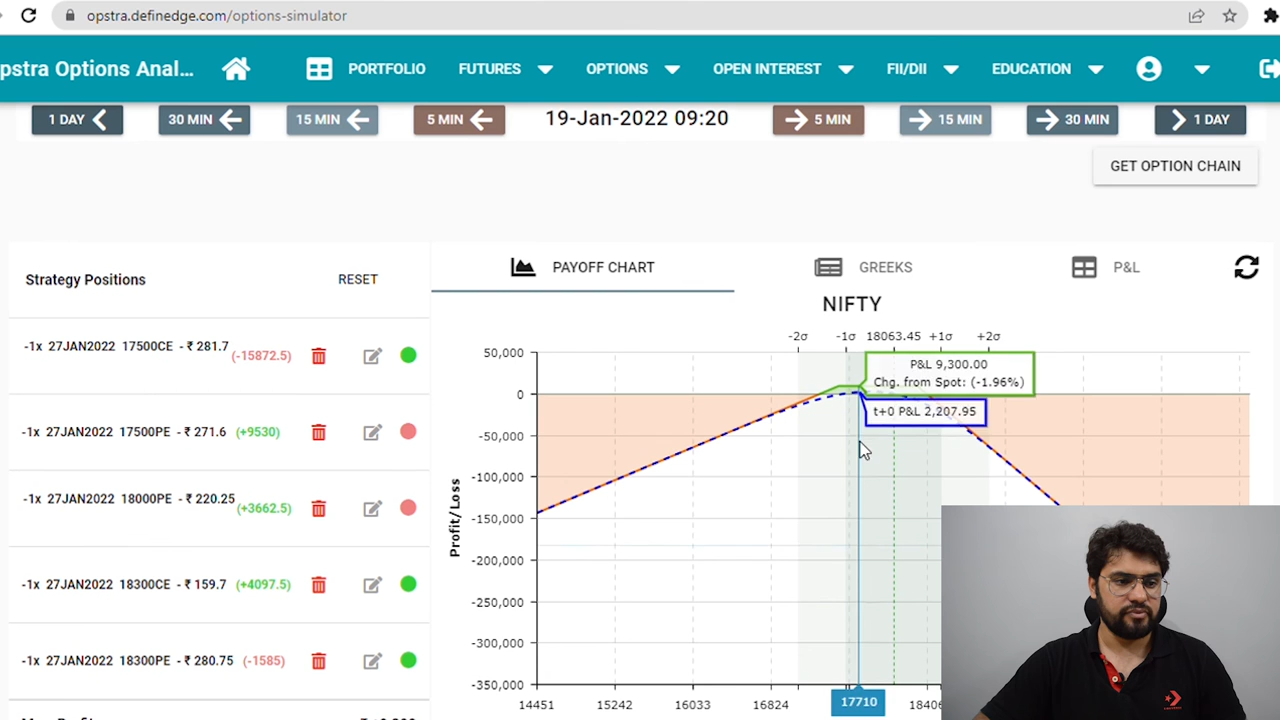 opstra.definedge.com/options-simulator
pstra Options Anal... PORTFOLIO FUTURES OPTIONS OPEN INTEREST FII/DII EDUCATION
1 DAY 30 MIN 15 MIN 5 MIN 19-Jan-2022 09:20 5 MIN 15 MIN 30 MIN 1 DAY
GET OPTION CHAIN
Strategy Positions RESET
PAYOFF CHART GREEKS P&L
NIFTY
-2σ -1σ 18063.45 +1σ +2σ
-1x 27JAN2022 17500CE - ₹ 281.7 (-15872.5)
-1x 27JAN2022 17500PE - ₹ 271.6 (+9530)
-1x 27JAN2022 18000PE - ₹ 220.25 (+3662.5)
-1x 27JAN2022 18300CE - ₹ 159.7 (+4097.5)
-1x 27JAN2022 18300PE - ₹ 280.75 (-1585)
P&L 9,300.00
Chg. from Spot: (-1.96%)
t+0 P&L 2,207.95
Profit/Loss
50,000
0
-50,000
-100,000
-150,000
-200,000
-250,000
-300,000
-350,000
14451 15242 16033 16824 17710